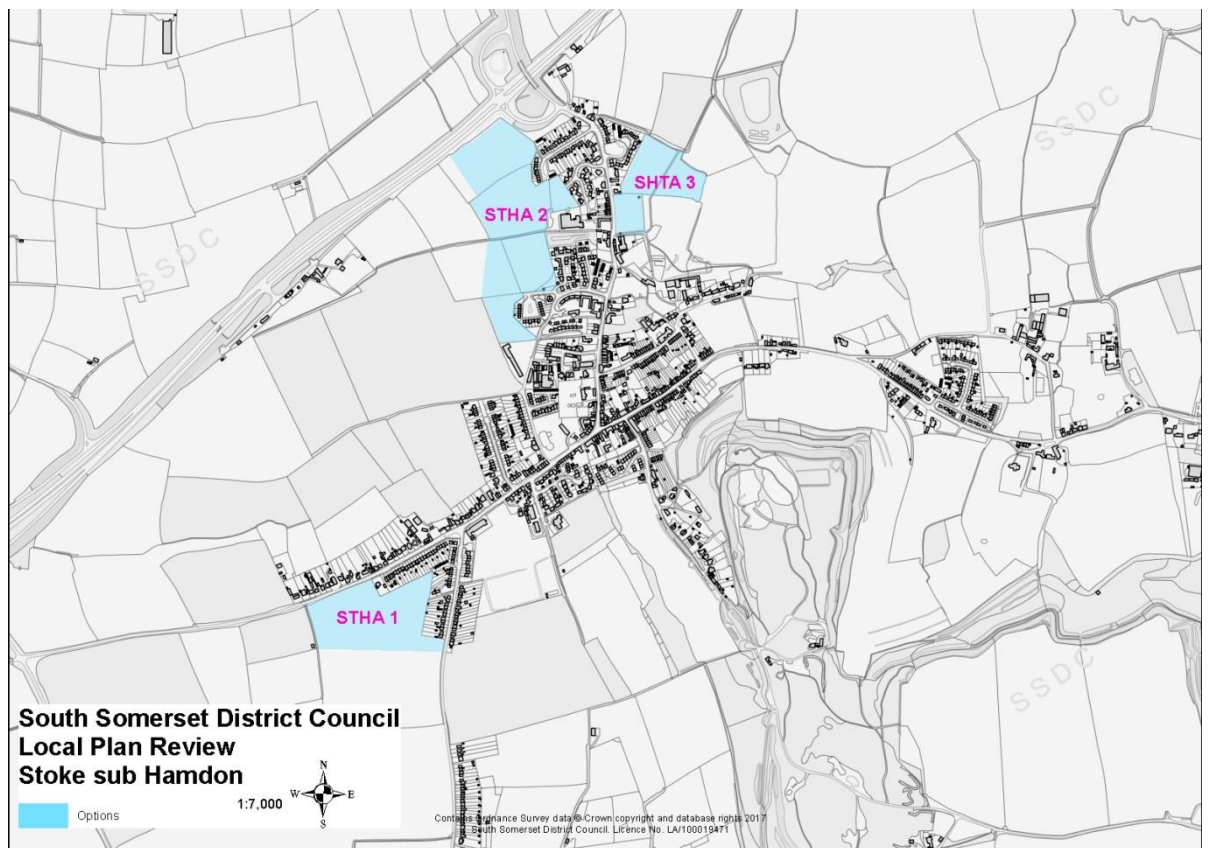 SSDC
SSDC
SHTA 3
STHA 2
STHA 1
SSDC
South Somerset District Council
Local Plan Review
Stoke sub Hamdon
Options
1:7,000
N
W E
S
Contains Ordnance Survey data © Crown copyright and database rights 2017
South Somerset District Council. Licence No. LA/100019471